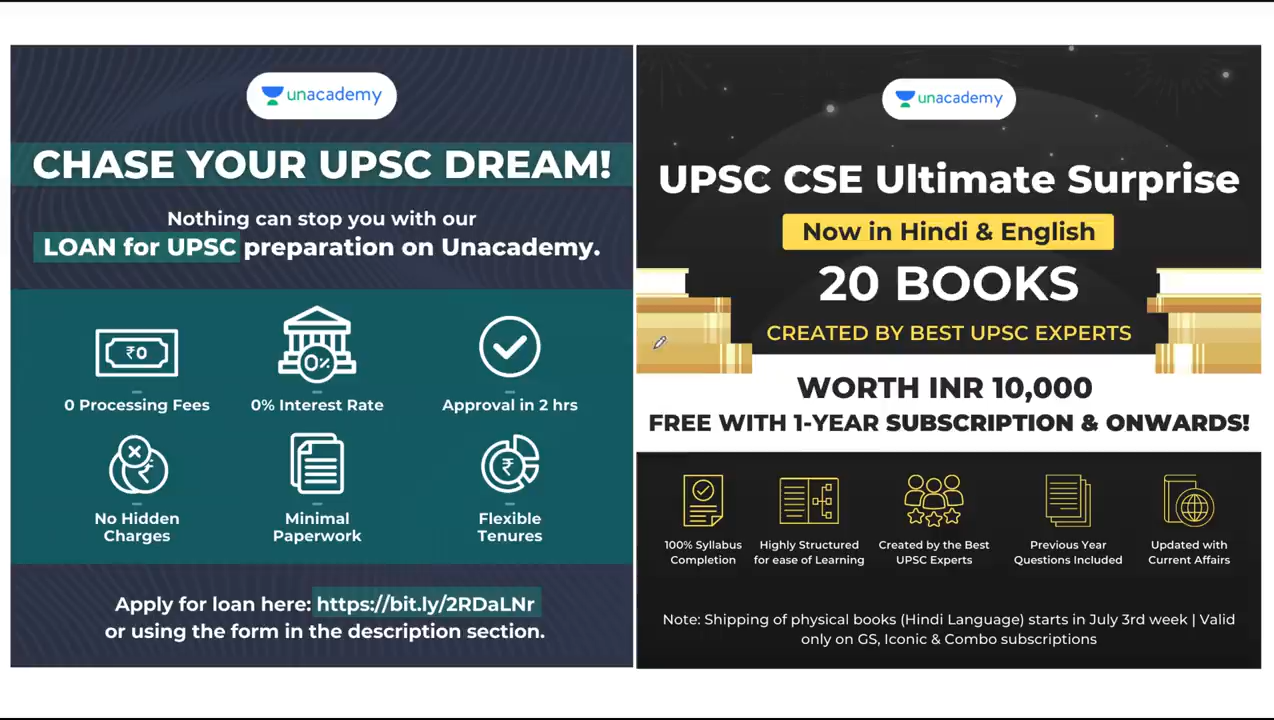 unacademy
CHASE YOUR UPSC DREAM!
Nothing can stop you with our
LOAN for UPSC preparation on Unacademy.
₹0
0%
0 Processing Fees
0% Interest Rate
Approval in 2 hrs
₹
₹
No Hidden
Charges
Minimal
Paperwork
Flexible
Tenures
Apply for loan here: https://bit.ly/2RDaLNr
or using the form in the description section.
unacademy
UPSC CSE Ultimate Surprise
Now in Hindi & English
20 BOOKS
CREATED BY BEST UPSC EXPERTS
WORTH INR 10,000
FREE WITH 1-YEAR SUBSCRIPTION & ONWARDS!
100% Syllabus
Completion
Highly Structured
for ease of Learning
Created by the Best
UPSC Experts
Previous Year
Questions Included
Updated with
Current Affairs
Note: Shipping of physical books (Hindi Language) starts in July 3rd week | Valid
only on GS, Iconic & Combo subscriptions